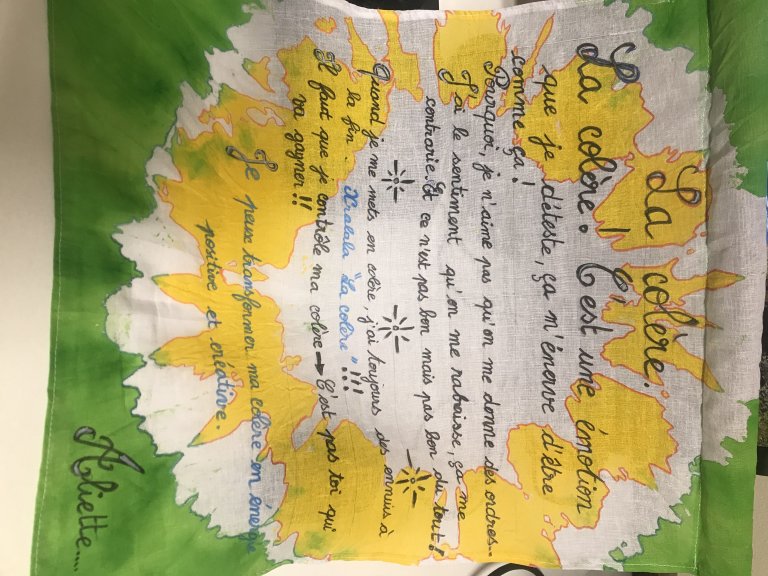 La colère.
La colère! C'est une émotion
que je déteste, ça m'énerve d'être
comme ça!
Pourquoi, je n'aime pas qu'on me donne des ordres..
J'ai le sentiment qu'on me rabaisse, ça me
contrarie. Et ce n'est pas bon mais pas bon du tout!
Quand je me mets en colère, j'ai toujours des ennuis à
la fin. Xralala "La colère" !!!
Il faut que je contrôle ma colère → C'est pas toi qui
va gagner!!
Je peux transformer ma colère en énergie
positive et créative.
Aliette.....